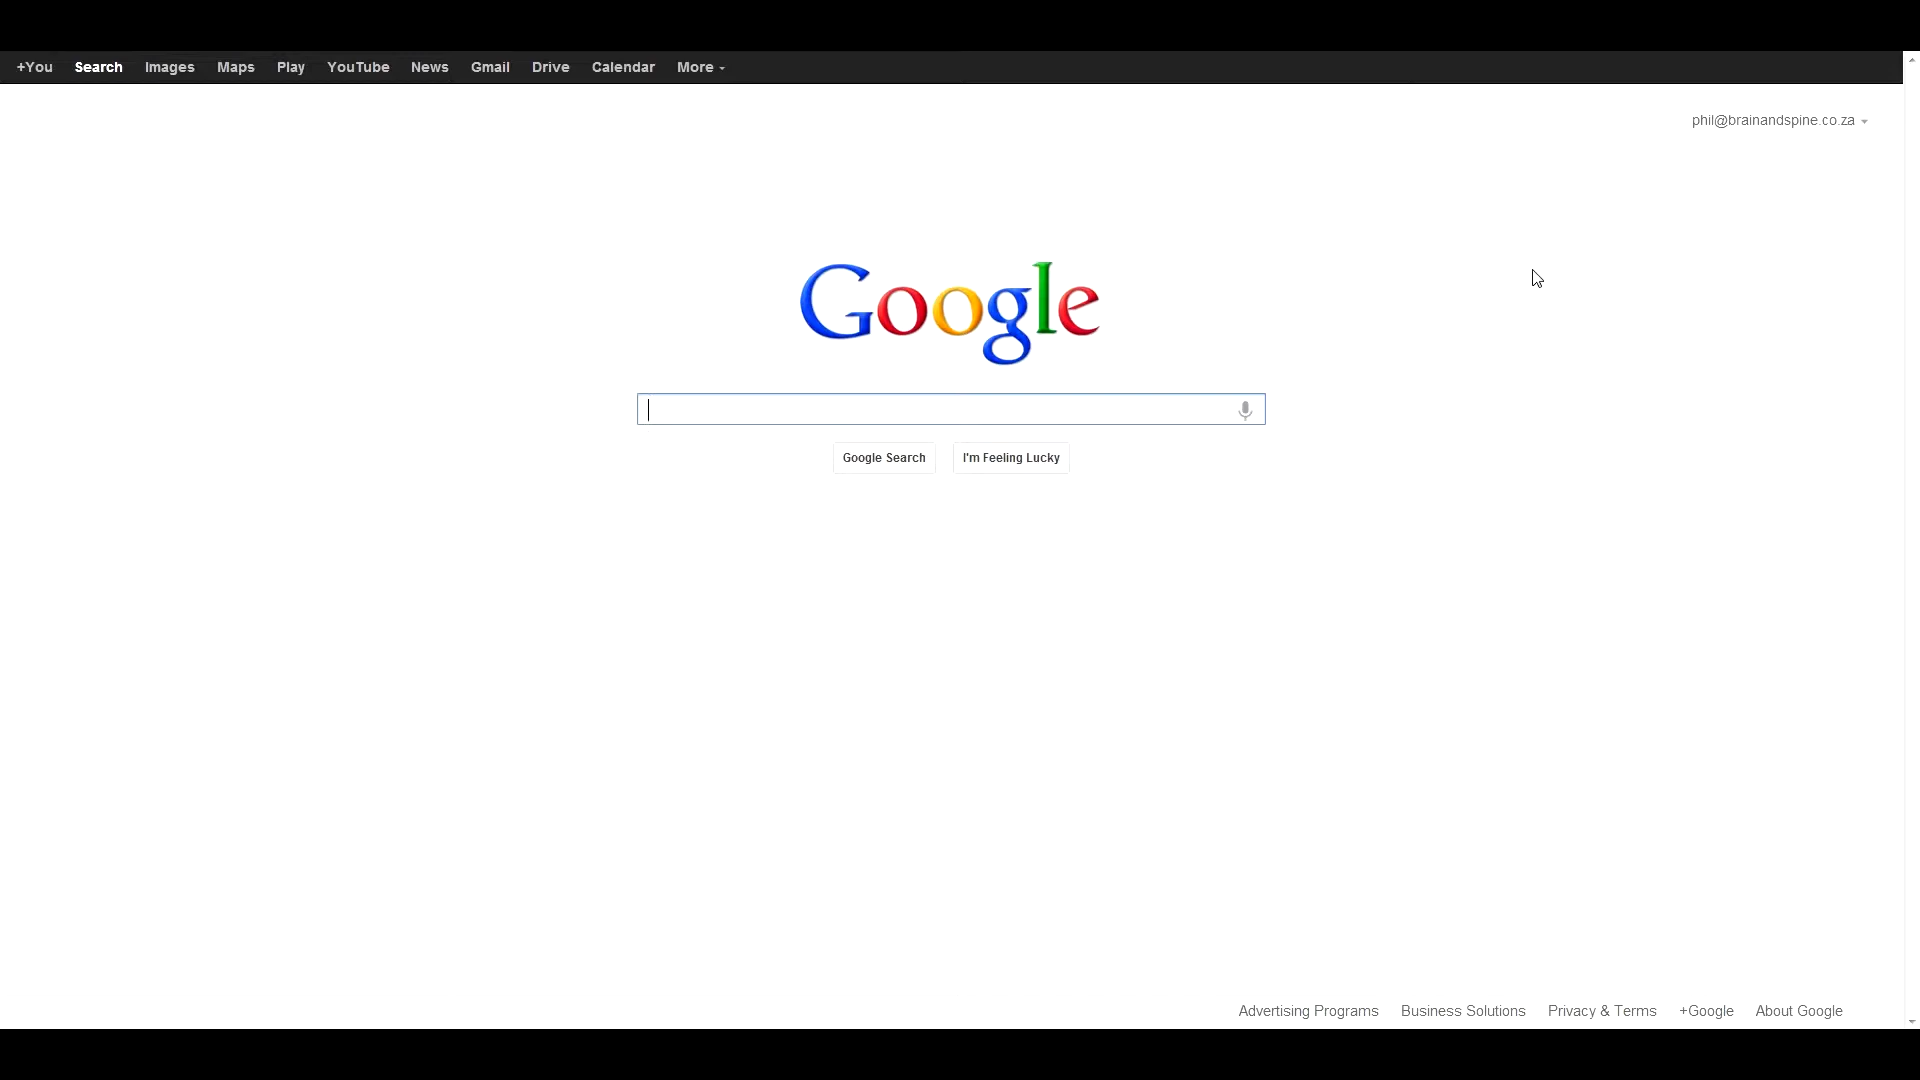 +You Search Images Maps Play YouTube News Gmail Drive Calendar More
phil@brainandspine.co.za
Google
Google Search I'm Feeling Lucky
Advertising Programs Business Solutions Privacy & Terms +Google About Google